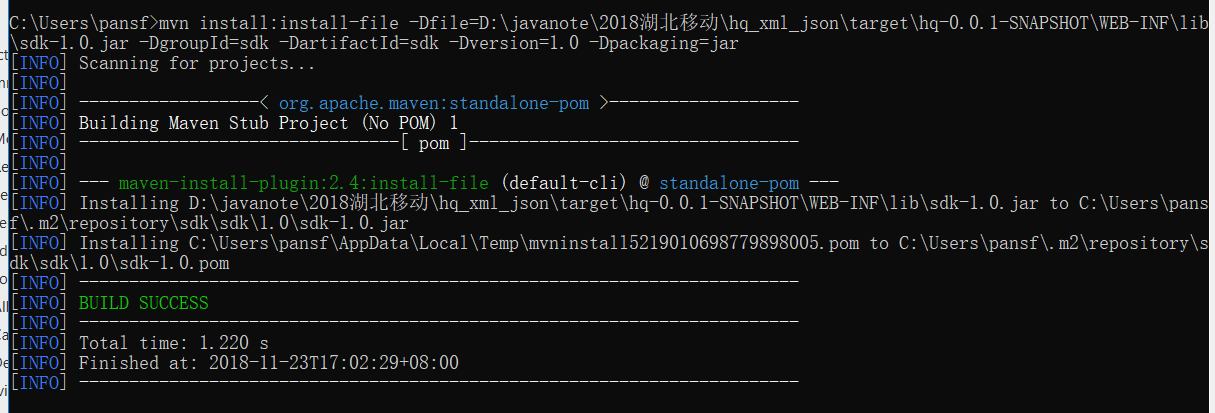 C:\Users\pansf>mvn install:install-file -Dfile=D:\javanote\2018湖北移动\hq_xml_json\target\hq-0.0.1-SNAPSHOT\WEB-INF\lib
\sdk-1.0.jar -DgroupId=sdk -DartifactId=sdk -Dversion=1.0 -Dpackaging=jar
[INFO] Scanning for projects...
[INFO]
[INFO] ------------------< org.apache.maven:standalone-pom >-------------------
[INFO] Building Maven Stub Project (No POM) 1
[INFO] --------------------------------[ pom ]---------------------------------
[INFO]
[INFO] --- maven-install-plugin:2.4:install-file (default-cli) @ standalone-pom ---
[INFO] Installing D:\javanote\2018湖北移动\hq_xml_json\target\hq-0.0.1-SNAPSHOT\WEB-INF\lib\sdk-1.0.jar to C:\Users\pans
f\.m2\repository\sdk\sdk\1.0\sdk-1.0.jar
[INFO] Installing C:\Users\pansf\AppData\Local\Temp\mvninstall5219010698779898005.pom to C:\Users\pansf\.m2\repository\s
dk\sdk\1.0\sdk-1.0.pom
[INFO] ------------------------------------------------------------------------
[INFO] BUILD SUCCESS
[INFO] ------------------------------------------------------------------------
[INFO] Total time: 1.220 s
[INFO] Finished at: 2018-11-23T17:02:29+08:00
[INFO] ------------------------------------------------------------------------